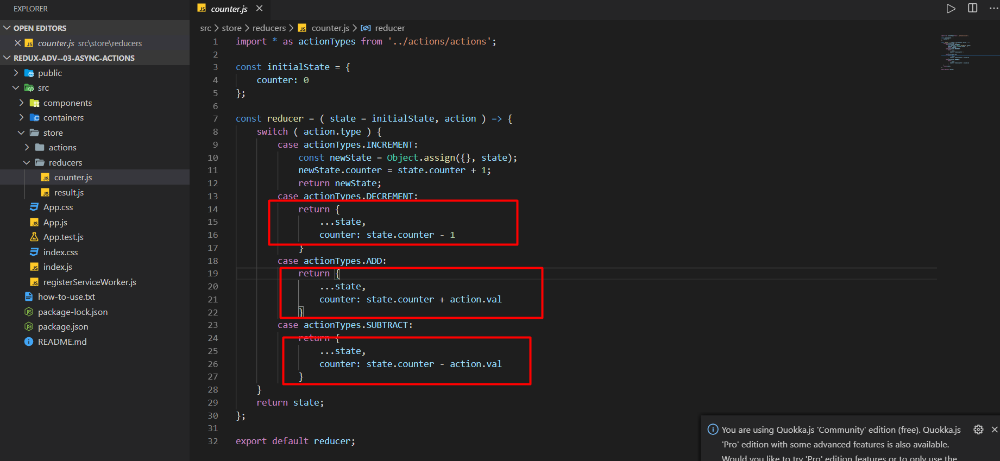 EXPLORER
OPEN EDITORS
counter.js src\store\reducers
REDUX-ADV--03-ASYNC-ACTIONS
public
src
components
containers
store
actions
reducers
counter.js
result.js
App.css
App.js
App.test.js
index.css
index.js
registerServiceWorker.js
how-to-use.txt
package-lock.json
package.json
README.md
counter.js
src > store > reducers > counter.js > reducer
1 import * as actionTypes from '../actions/actions';
2
3 const initialState = {
4 counter: 0
5 };
6
7 const reducer = ( state = initialState, action ) => {
8 switch ( action.type ) {
9 case actionTypes.INCREMENT:
10 const newState = Object.assign({}, state);
11 newState.counter = state.counter + 1;
12 return newState;
13 case actionTypes.DECREMENT:
14 return {
15 ...state,
16 counter: state.counter - 1
17 }
18 case actionTypes.ADD:
19 return {
20 ...state,
21 counter: state.counter + action.val
22 }
23 case actionTypes.SUBTRACT:
24 return {
25 ...state,
26 counter: state.counter - action.val
27 }
28 }
29 return state;
30 };
31
32 export default reducer;
You are using Quokka.js 'Community' edition (free). Quokka.js
'Pro' edition with some advanced features is also available.
Would you like to try 'Pro' edition features or to only use the